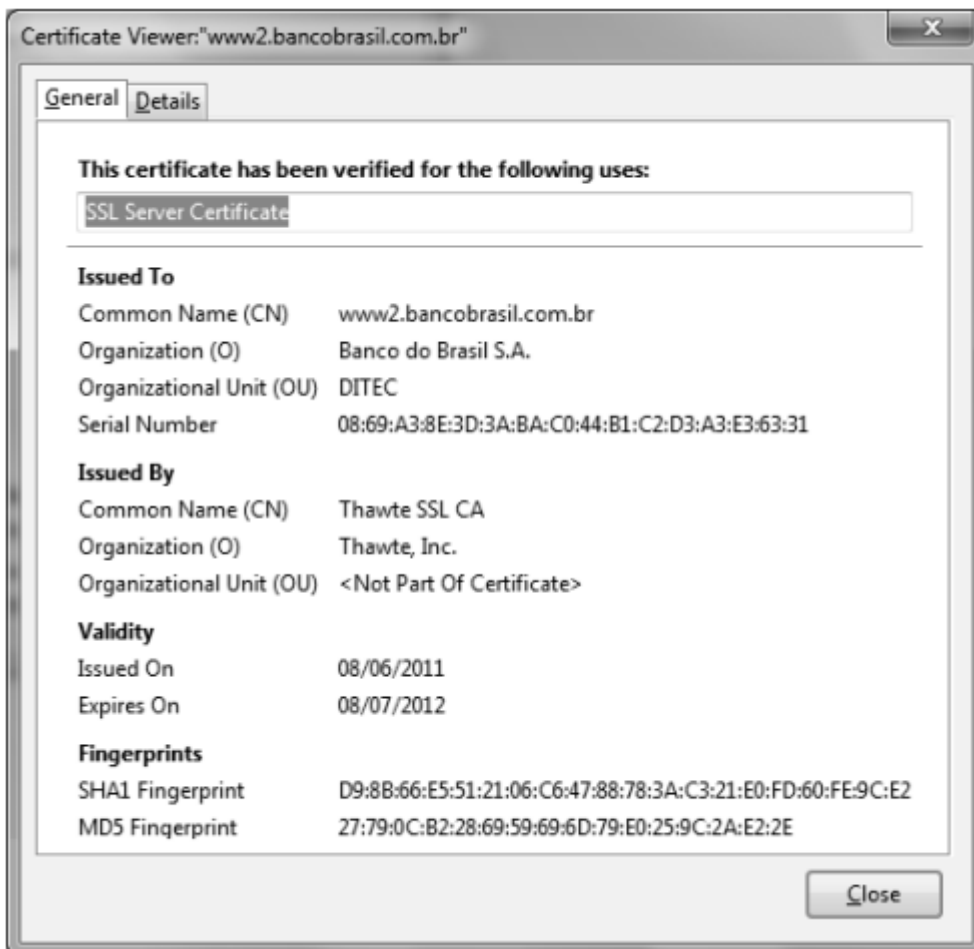 Certificate Viewer:"www2.bancobrasil.com.br"
General Details
This certificate has been verified for the following uses:
SSL Server Certificate
Issued To
Common Name (CN) www2.bancobrasil.com.br
Organization (O) Banco do Brasil S.A.
Organizational Unit (OU) DITEC
Serial Number 08:69:A3:8E:3D:3A:BA:C0:44:B1:C2:D3:A3:E3:63:31
Issued By
Common Name (CN) Thawte SSL CA
Organization (O) Thawte, Inc.
Organizational Unit (OU) <Not Part Of Certificate>
Validity
Issued On 08/06/2011
Expires On 08/07/2012
Fingerprints
SHA1 Fingerprint D9:8B:66:E5:51:21:06:C6:47:88:78:3A:C3:21:E0:FD:60:FE:9C:E2
MD5 Fingerprint 27:79:0C:B2:28:69:59:69:6D:79:E0:25:9C:2A:E2:2E
Close